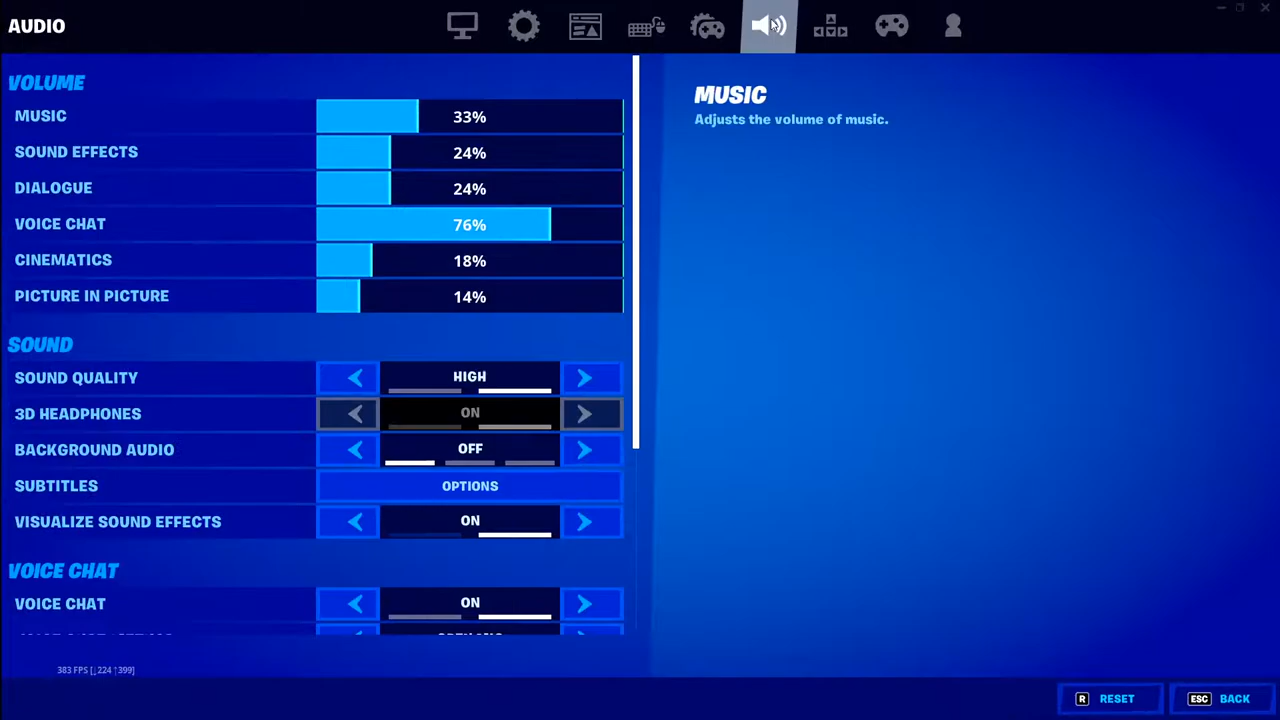 AUDIO
VOLUME
MUSIC 33%
SOUND EFFECTS 24%
DIALOGUE 24%
VOICE CHAT 76%
CINEMATICS 18%
PICTURE IN PICTURE 14%
SOUND
SOUND QUALITY HIGH
3D HEADPHONES ON
BACKGROUND AUDIO OFF
SUBTITLES OPTIONS
VISUALIZE SOUND EFFECTS ON
VOICE CHAT
VOICE CHAT ON
MUSIC
Adjusts the volume of music.
383 FPS [↓224 ↑399]
R RESET
ESC BACK